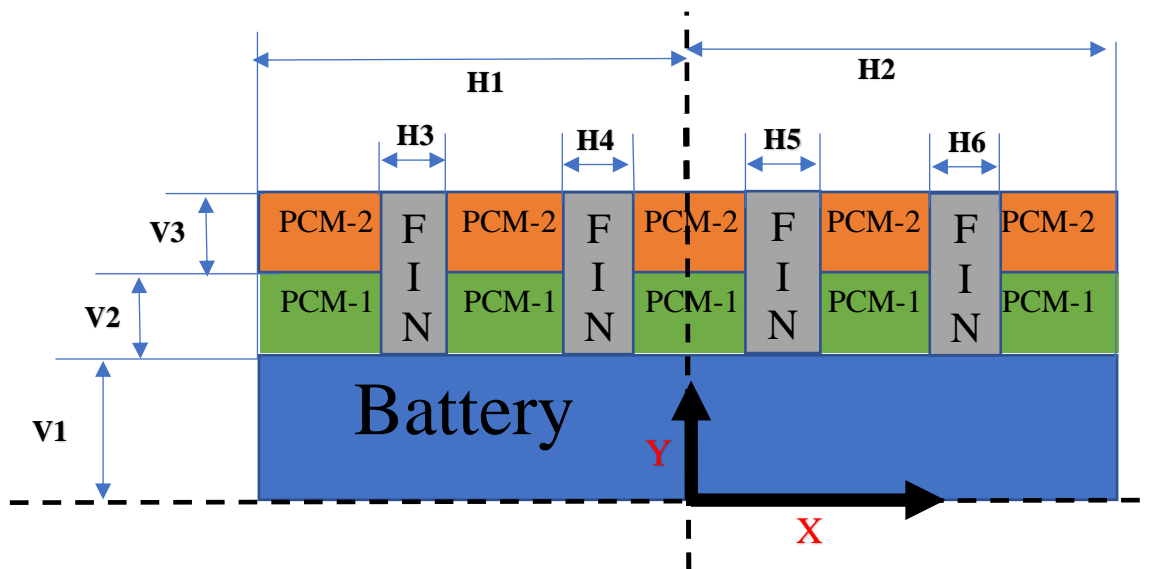 H1
H2
H3
H4
H5
H6
V3
PCM-2
PCM-2
PCM-2
PCM-2
PCM-2
F
I
N
F
I
N
F
I
N
F
I
N
V2
PCM-1
PCM-1
PCM-1
PCM-1
PCM-1
V1
Battery
Y
X